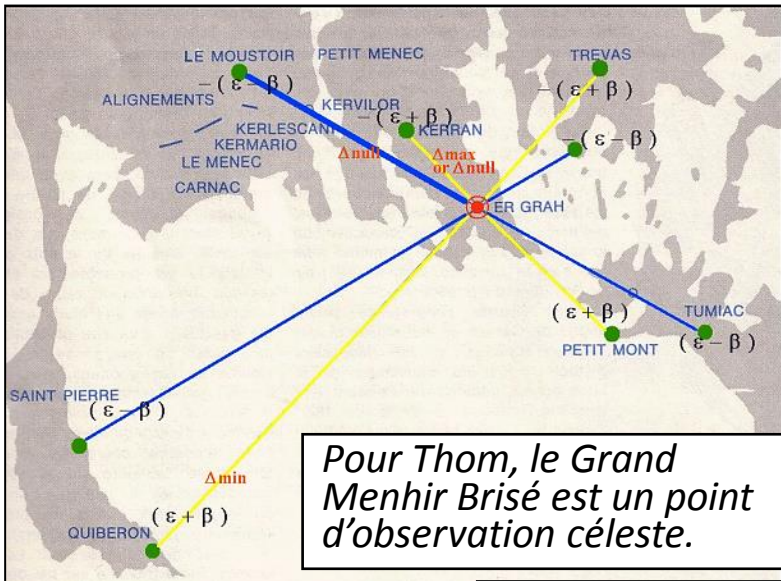 LE MOUSTOIR
PETIT MENEC
TREVAS
-(ε-β)
-(ε+β)
ALIGNEMENTS
KERVILOR
-(ε+β)
KERLESCANT
KERRAN
KERMARIO
-(ε-β)
Δnull
Δmax
or Δnull
LE MENEC
CARNAC
ER GRAH
(ε+β)
TUMIAC
(ε-β)
PETIT MONT
SAINT PIERRE
(ε-β)
Δmin
(ε+β)
QUIBERON
Pour Thom, le Grand
Menhir Brisé est un point
d'observation céleste.